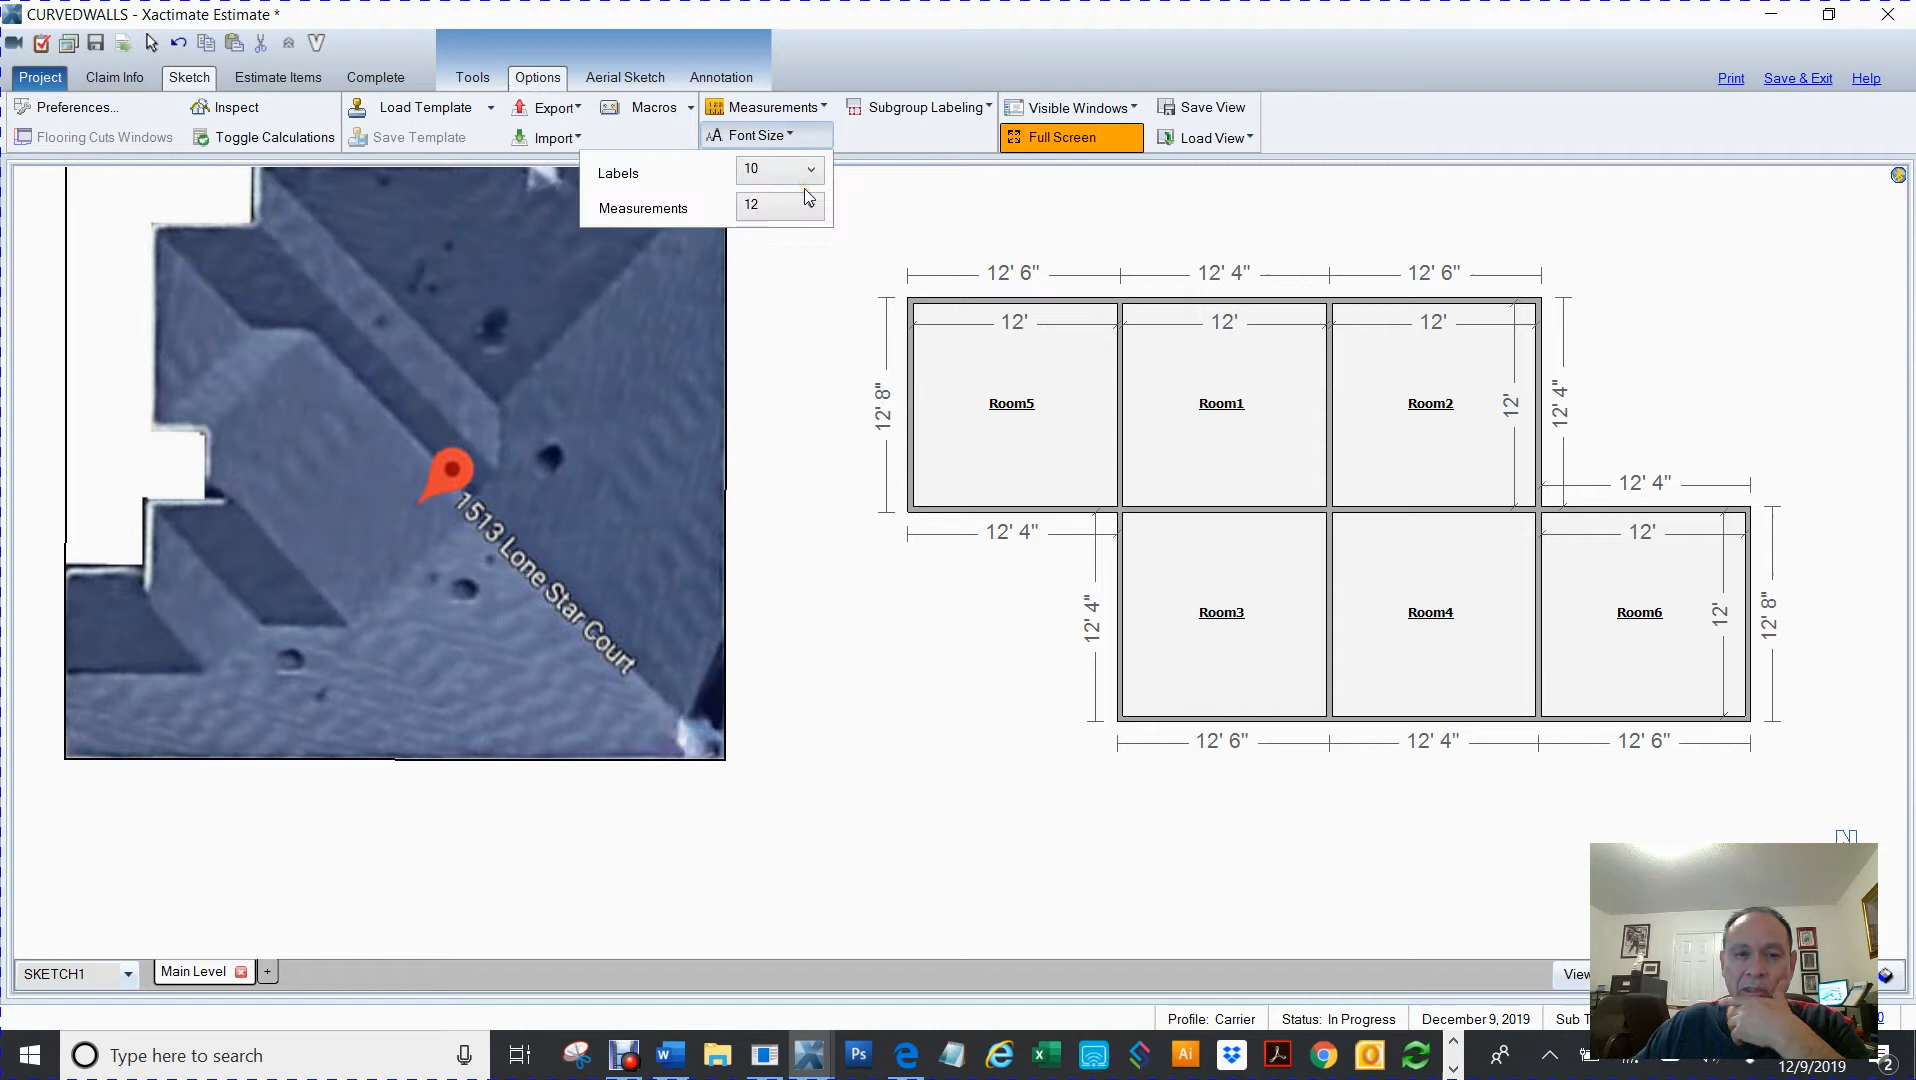 CURVEDWALLS - Xactimate Estimate *
Project Claim Info Sketch Estimate Items Complete Tools Options Aerial Sketch Annotation
Print Save & Exit Help
Preferences... Inspect Load Template Export Macros Measurements Subgroup Labeling Visible Windows Save View
Flooring Cuts Windows Toggle Calculations Save Template Import Font Size Full Screen Load View
Labels 10
Measurements 12
12' 6" 12' 4" 12' 6"
12' 12' 12'
12' 8" Room5 Room1 Room2 12' 12' 4"
12' 4"
12' 4" 12'
1513 Lone Star Court
12' 4" Room3 Room4 Room6 12' 12' 8"
12' 6" 12' 4" 12' 6"
N
SKETCH1 Main Level + View
Profile: Carrier Status: In Progress December 9, 2019 Sub T
Type here to search
12/9/2019 2